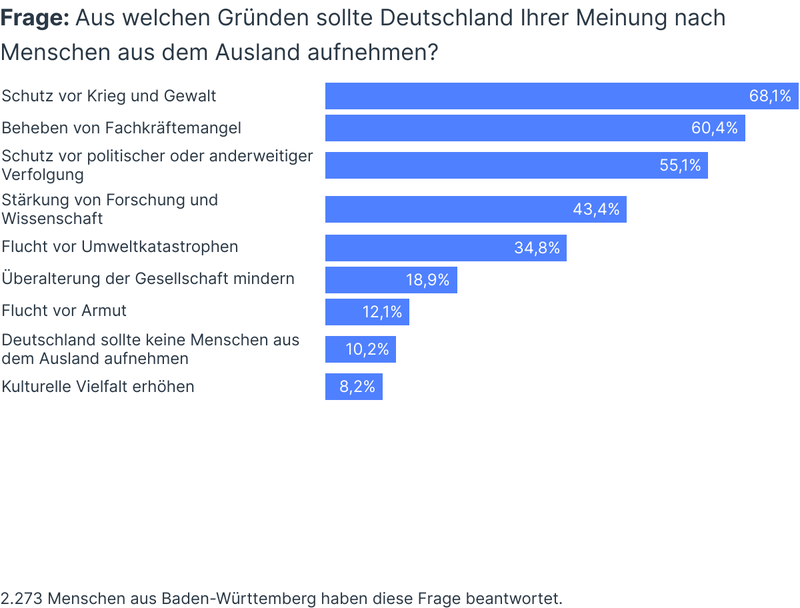 Frage: Aus welchen Gründen sollte Deutschland Ihrer Meinung nach
Menschen aus dem Ausland aufnehmen?
Schutz vor Krieg und Gewalt 68,1%
Beheben von Fachkräftemangel 60,4%
Schutz vor politischer oder anderweitiger
Verfolgung 55,1%
Stärkung von Forschung und
Wissenschaft 43,4%
Flucht vor Umweltkatastrophen 34,8%
Überalterung der Gesellschaft mindern 18,9%
Flucht vor Armut 12,1%
Deutschland sollte keine Menschen aus
dem Ausland aufnehmen 10,2%
Kulturelle Vielfalt erhöhen 8,2%
2.273 Menschen aus Baden-Württemberg haben diese Frage beantwortet.